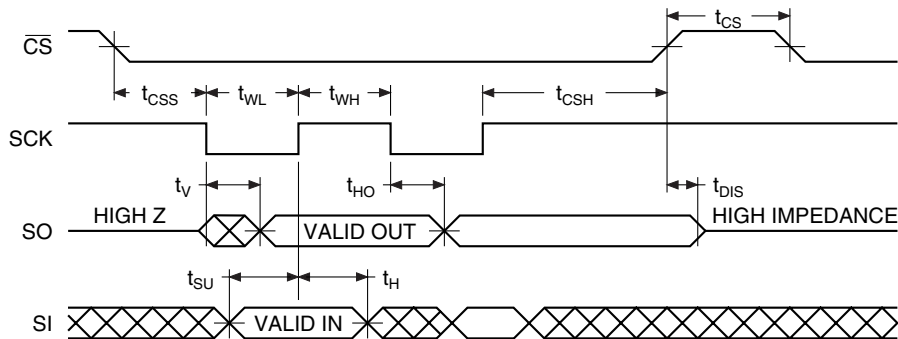 t_CS
C̅S̅
t_CSS t_WL t_WH t_CSH
SCK
t_V t_HO t_DIS
HIGH Z VALID OUT HIGH IMPEDANCE
SO
t_SU t_H
SI VALID IN